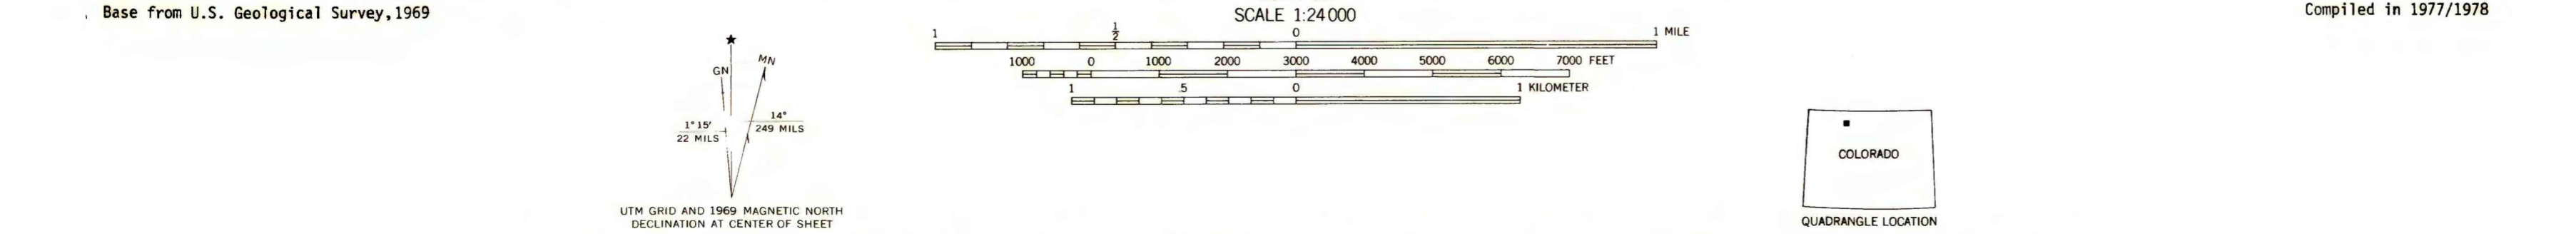 Base from U.S. Geological Survey,1969
SCALE 1:24000
Compiled in 1977/1978
1 1/2 0 1 MILE
1000 0 1000 2000 3000 4000 5000 6000 7000 FEET
1 .5 0 1 KILOMETER
GN MN
1°15′
22 MILS
14°
249 MILS
UTM GRID AND 1969 MAGNETIC NORTH
DECLINATION AT CENTER OF SHEET
COLORADO
QUADRANGLE LOCATION